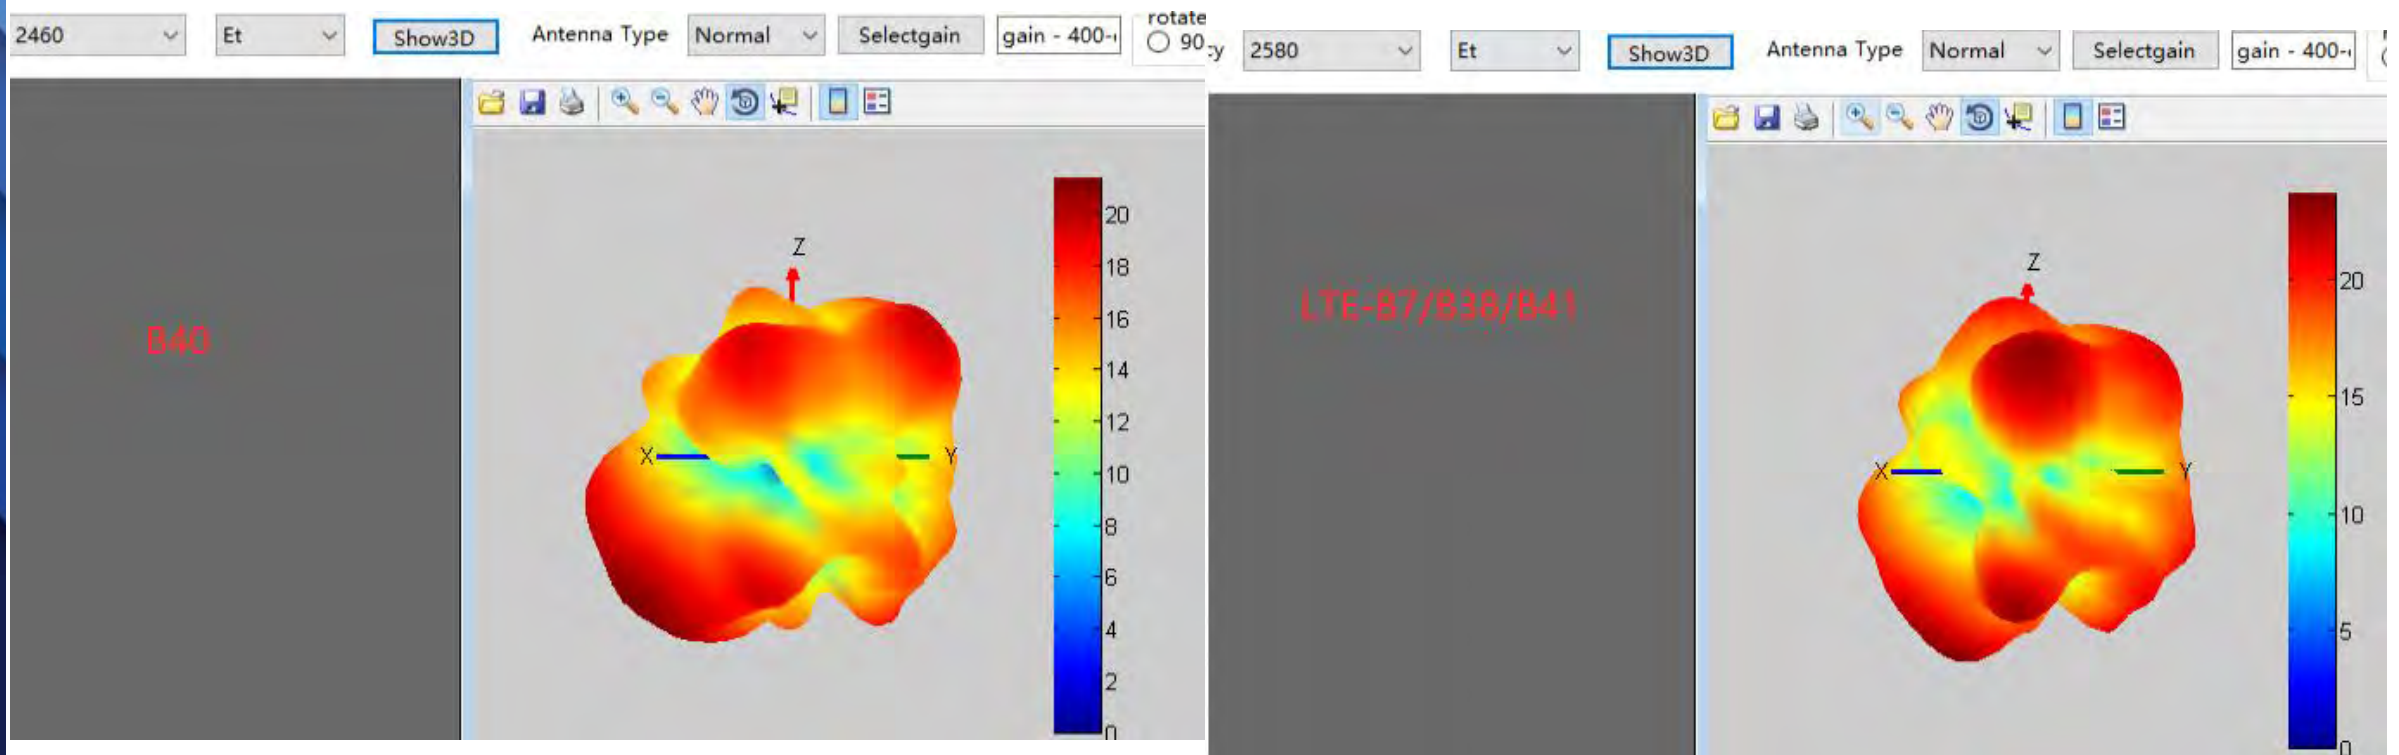 2460 Et Show3D Antenna Type Normal Selectgain gain - 400- rotate
90
B40
Z
X
Y
20
18
16
14
12
10
8
6
4
2
0
2580 Et Show3D Antenna Type Normal Selectgain gain - 400-
LTE-B7/B38/B41
Z
X
Y
20
15
10
5
0